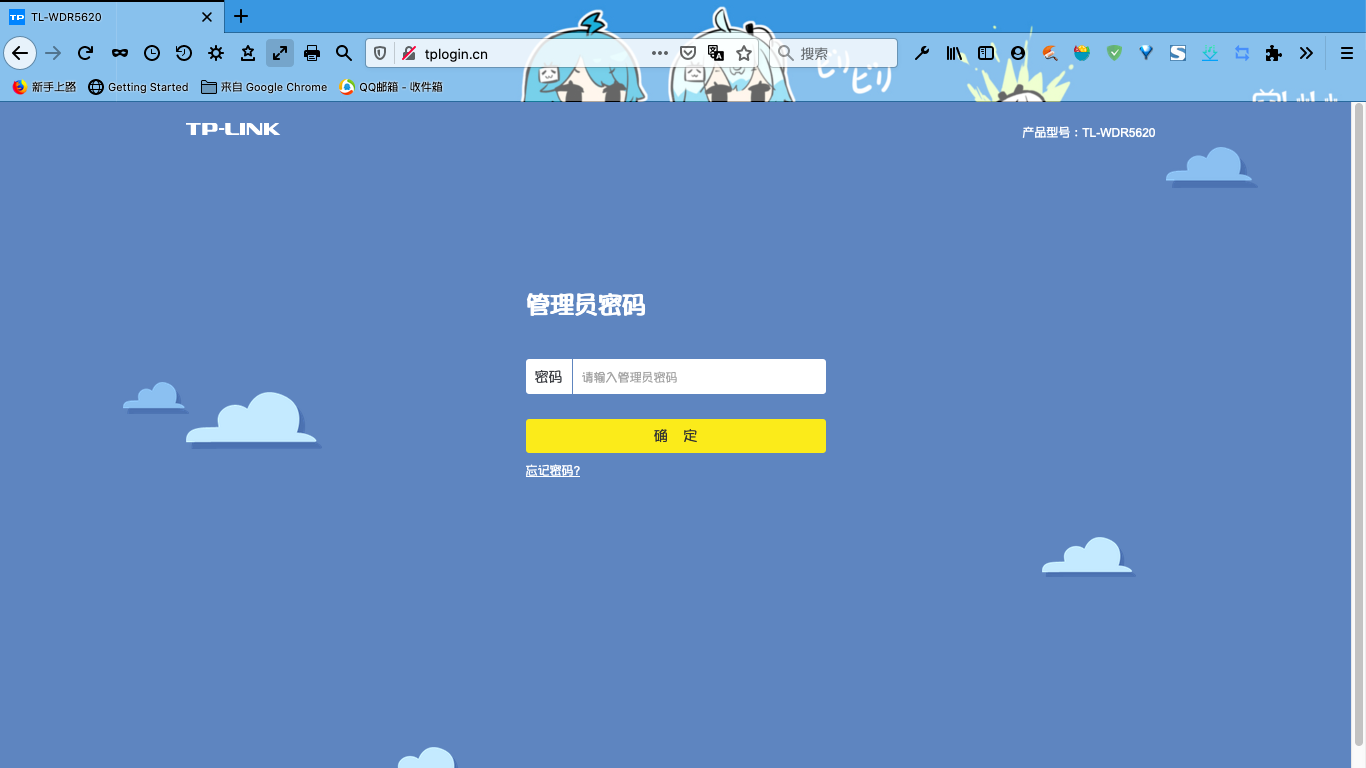 TP TL-WDR5620
tplogin.cn
搜索
新手上路 Getting Started 来自 Google Chrome QQ邮箱 - 收件箱
TP-LINK
产品型号：TL-WDR5620
管理员密码
密码 请输入管理员密码
确 定
忘记密码?